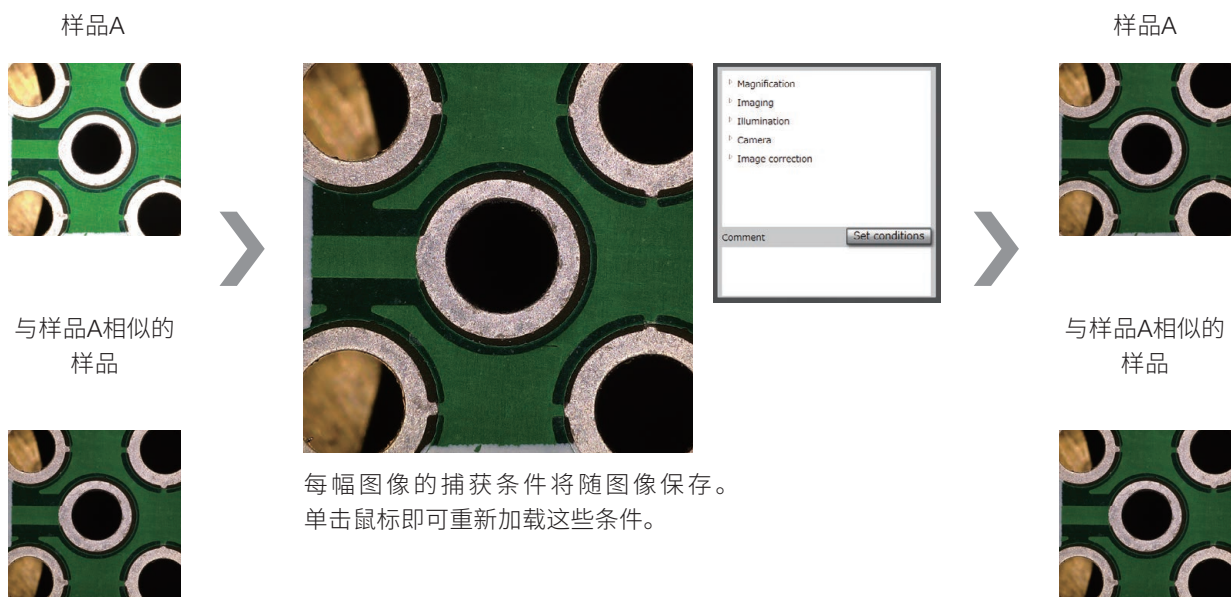 样品A
与样品A相似的
样品
Magnification
Imaging
Illumination
Camera
Image correction
Comment
Set conditions
每幅图像的捕获条件将随图像保存。
单击鼠标即可重新加载这些条件。
样品A
与样品A相似的
样品